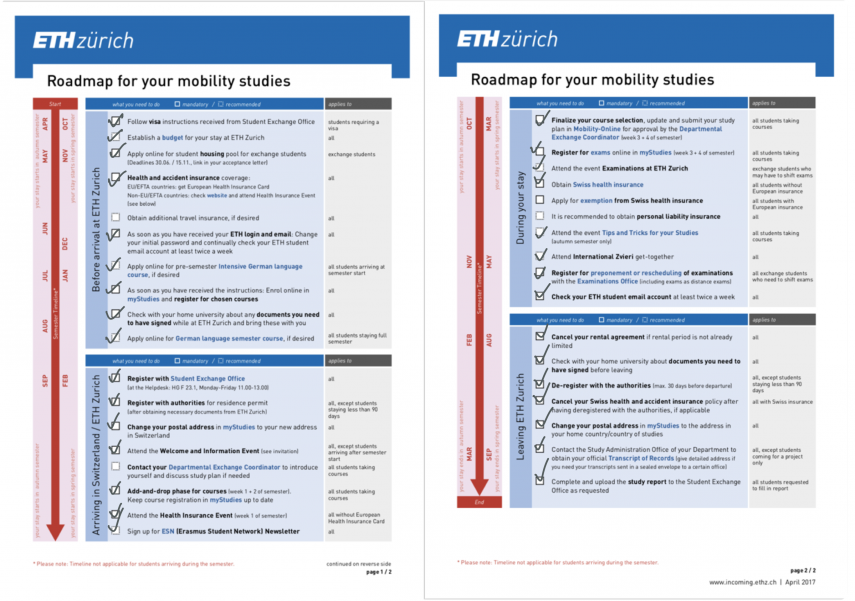 ETH zürich
Roadmap for your mobility studies
Start
what you need to do mandatory / recommended applies to
your stay starts in autumn semester
your stay starts in spring semester
APR
OCT
MAY
NOV
JUN
DEC
JUL
JAN
AUG
SEP
FEB
Semester Timeline*
your stay starts in autumn semester
your stay starts in spring semester
Before arrival at ETH Zurich
Follow visa instructions received from Student Exchange Office
students requiring a
visa
Establish a budget for your stay at ETH Zurich
all
Apply online for student housing pool for exchange students
(Deadlines 30.04 / 15.11., link in your acceptance letter)
exchange students
Health and accident insurance coverage:
EU/EFTA countries: get European Health Insurance Card
Non-EU/EFTA countries: check website and attend Health Insurance Event
(see below)
all
Obtain additional travel insurance, if desired
all
As soon as you have received your ETH login and email: Change
your initial password and continually check your ETH student
email account at least twice a week
all
Apply online for pre-semester Intensive German language
course, if desired
all students arriving at
semester start
As soon as you received the instructions: Enrol online in
myStudies and register for chosen courses
all
Check with your home university about any documents you need
to have signed while at ETH Zurich and bring these with you
all
Apply online for German language semester course, if desired
all students staying full
semester
what you need to do mandatory / recommended applies to
Arriving in Switzerland / ETH Zurich
Register with Student Exchange Office
(at the Helpdesk: HG F 23.1, Monday-Friday 11.00-13.00)
all
Register with authorities for residence permit
(after obtaining necessary documents from ETH Zurich)
all, except students
staying less than 90
days
Change your postal address in myStudies to your new address
in Switzerland
all
Attend the Welcome and Information Event (see invitation)
all, except students
arriving after semester
start
Contact your Departmental Exchange Coordinator to introduce
yourself and discuss study plan if needed
all students taking
courses
Add-and-drop phase for courses (week 1 + 2 of semester).
Keep course registration in myStudies up to date
all students taking
courses
Attend the Health Insurance Event (week 1 of semester)
all without European
Health Insurance Card
Sign up for ESN (Erasmus Student Network) Newsletter
all
* Please note: Timeline not applicable for students arriving during the semester.
continued on reverse side
page 1 / 2
ETH zürich
Roadmap for your mobility studies
what you need to do mandatory / recommended applies to
your stay starts in autumn semester
your stay starts in spring semester
OCT
MAR
NOV
MAY
FEB
AUG
MAR
SEP
Semester Timeline*
your stay ends in autumn semester
your stay ends in spring semester
End
During your stay
Finalize your course selection, update and submit your study
plan in Mobility-Online for approval by the Departmental
Exchange Coordinator (week 3 + 4 of semester)
all students taking
courses
Register for exams online in myStudies (week 3 + 4 of semester)
all students taking
courses
Attend the event Examinations at ETH Zurich
exchange students who
may have to shift exams
Obtain Swiss health insurance
all students without
European insurance
Apply for exemption from Swiss health insurance
all students with
European insurance
It is recommended to obtain personal liability insurance
all
Attend the event Tips and Tricks for Your Studies
(autumn semester only)
all students taking
courses
Attend International Zvieri get-together
all
Register for preponement or rescheduling of examinations
with the Examinations Office (including exams as distance exams)
all exchange students
who need to shift exams
Check your ETH student email account at least twice a week
all
what you need to do mandatory / recommended applies to
Leaving ETH Zurich
Cancel your rental agreement if rental period is not already
limited
all
Check with your home university about documents you need to
have signed before leaving
all
De-register with the authorities (max. 30 days before departure)
all, except students
staying less than 90
days
Cancel your Swiss health and accident insurance policy after
having deregistered with the authorities, if applicable
all with Swiss insurance
Change your postal address in myStudies to the address in
your home country/country of studies
all
Contact the Study Administration Office of your Department to
obtain your official Transcript of Records (give detailed address if
you need your transcripts sent in a sealed envelope to a certain office)
all, except students
coming for a project
only
Complete and upload the study report to the Student Exchange
Office as requested
all students requested
to fill in report
* Please note: Timeline not applicable for students arriving during the semester.
page 2 / 2
www.incoming.ethz.ch | April 2017